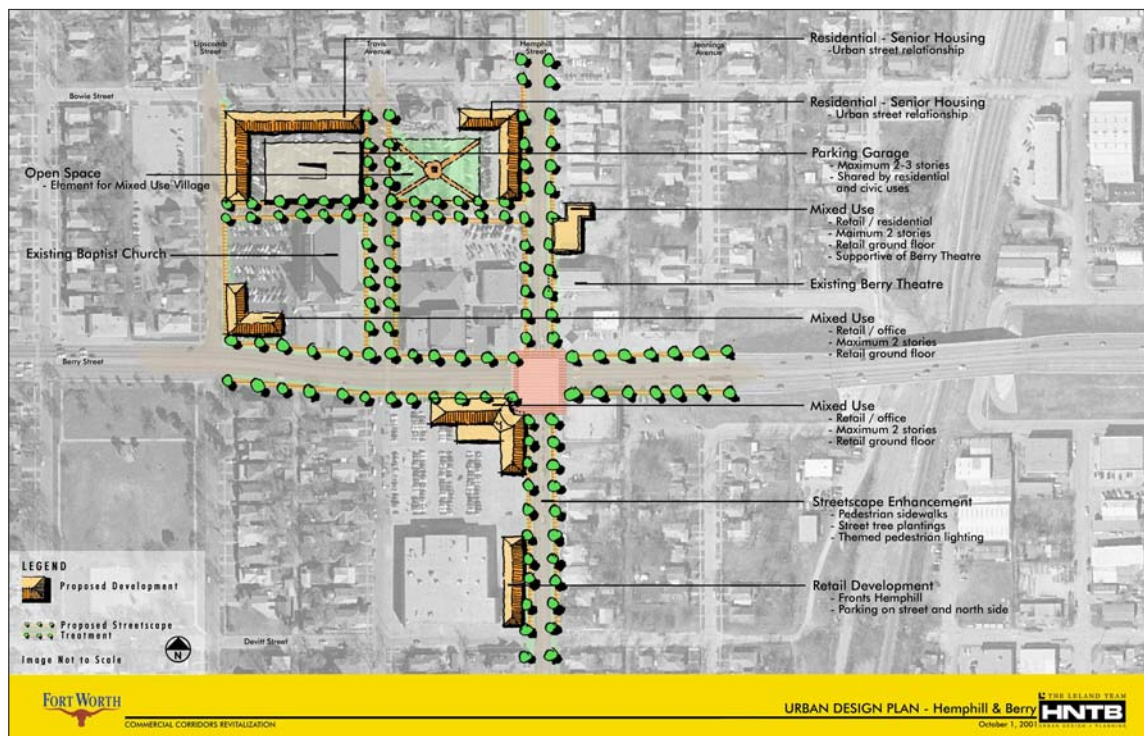 Lipscomb
Street
Travis
Avenue
Hemphill
Street
Jennings
Avenue
Bowie Street
Residential - Senior Housing
-Urban street relationship
Residential - Senior Housing
- Urban street relationship
Parking Garage
- Maximum 2-3 stories
- Shared by residential
and civic uses
Open Space
- Element for Mixed Use Village
Mixed Use
- Retail / residential
- Maimum 2 stories
- Retail ground floor
- Supportive of Berry Theatre
Existing Baptist Church
Existing Berry Theatre
Mixed Use
- Retail / office
- Maximum 2 stories
- Retail ground floor
Berry Street
Mixed Use
- Retail / office
- Maximum 2 stories
- Retail ground floor
Streetscape Enhancement
- Pedestrian sidewalks
- Street tree plantings
- Themed pedestrian lighting
Retail Development
- Fronts Hemphill
- Parking on street and north side
LEGEND
Proposed Development
Proposed Streetscape
Treatment
Image Not to Scale
N
Devitt Street
FORT WORTH
COMMERCIAL CORRIDORS REVITALIZATION
URBAN DESIGN PLAN - Hemphill & Berry
October 1, 2001
THE LELAND TEAM
HNTB
URBAN DESIGN + PLANNING